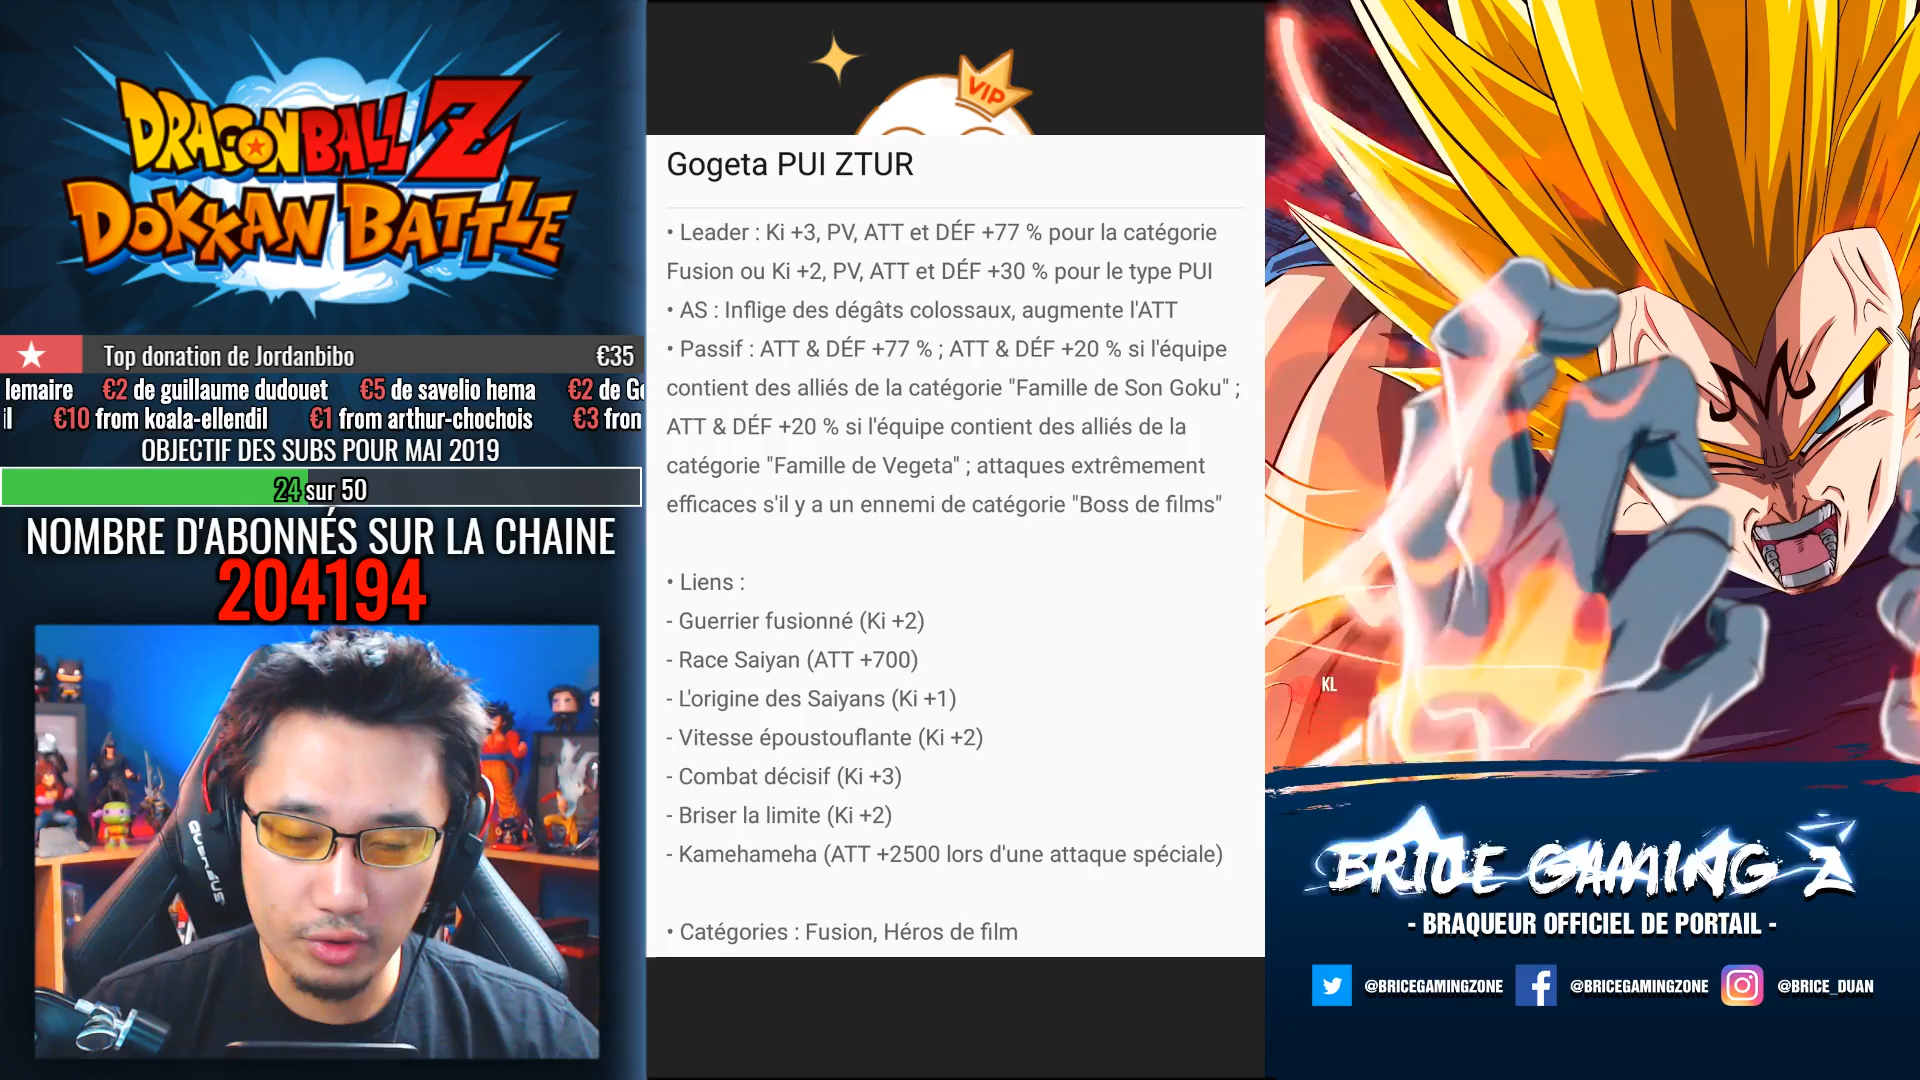 DRAGON BALL Z
DOKKAN BATTLE
Top donation de Jordanbibo €35
lemaire €2 de guillaume dudouet €5 de savelio hema €2 de
€10 from koala-ellendil €1 from arthur-chochois €3
OBJECTIF DES SUBS POUR MAI 2019
24 sur 50
NOMBRE D'ABONNÉS SUR LA CHAINE
204194
QUERSUS
VIP
Gogeta PUI ZTUR
• Leader : Ki +3, PV, ATT et DÉF +77 % pour la catégorie
Fusion ou Ki +2, PV, ATT et DÉF +30 % pour le type PUI
• AS : Inflige des dégâts colossaux, augmente l'ATT
• Passif : ATT & DÉF +77 % ; ATT & DÉF +20 % si l'équipe
contient des alliés de la catégorie "Famille de Son Goku" ;
ATT & DÉF +20 % si l'équipe contient des alliés de la
catégorie "Famille de Vegeta" ; attaques extrêmement
efficaces s'il y a un ennemi de catégorie "Boss de films"
• Liens :
- Guerrier fusionné (Ki +2)
- Race Saiyan (ATT +700)
- L'origine des Saiyans (Ki +1)
- Vitesse époustouflante (Ki +2)
- Combat décisif (Ki +3)
- Briser la limite (Ki +2)
- Kamehameha (ATT +2500 lors d'une attaque spéciale)
• Catégories : Fusion, Héros de film
KL
BRICE GAMING Z
- BRAQUEUR OFFICIEL DE PORTAIL -
@BRICEGAMINGZONE @BRICEGAMINGZONE @BRICE_DUAN